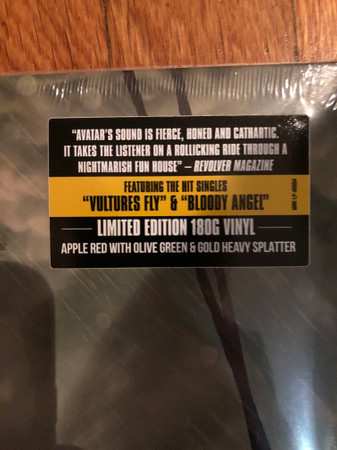 "AVATAR'S SOUND IS FIERCE, HONED AND CATHARTIC.
IT TAKES THE LISTENER ON A ROLLICKING RIDE THROUGH A
NIGHTMARISH FUN HOUSE" – REVOLVER MAGAZINE
FEATURING THE HIT SINGLES
"VULTURES FLY" & "BLOODY ANGEL"
LIMITED EDITION 180G VINYL
APPLE RED WITH OLIVE GREEN & GOLD HEAVY SPLATTER